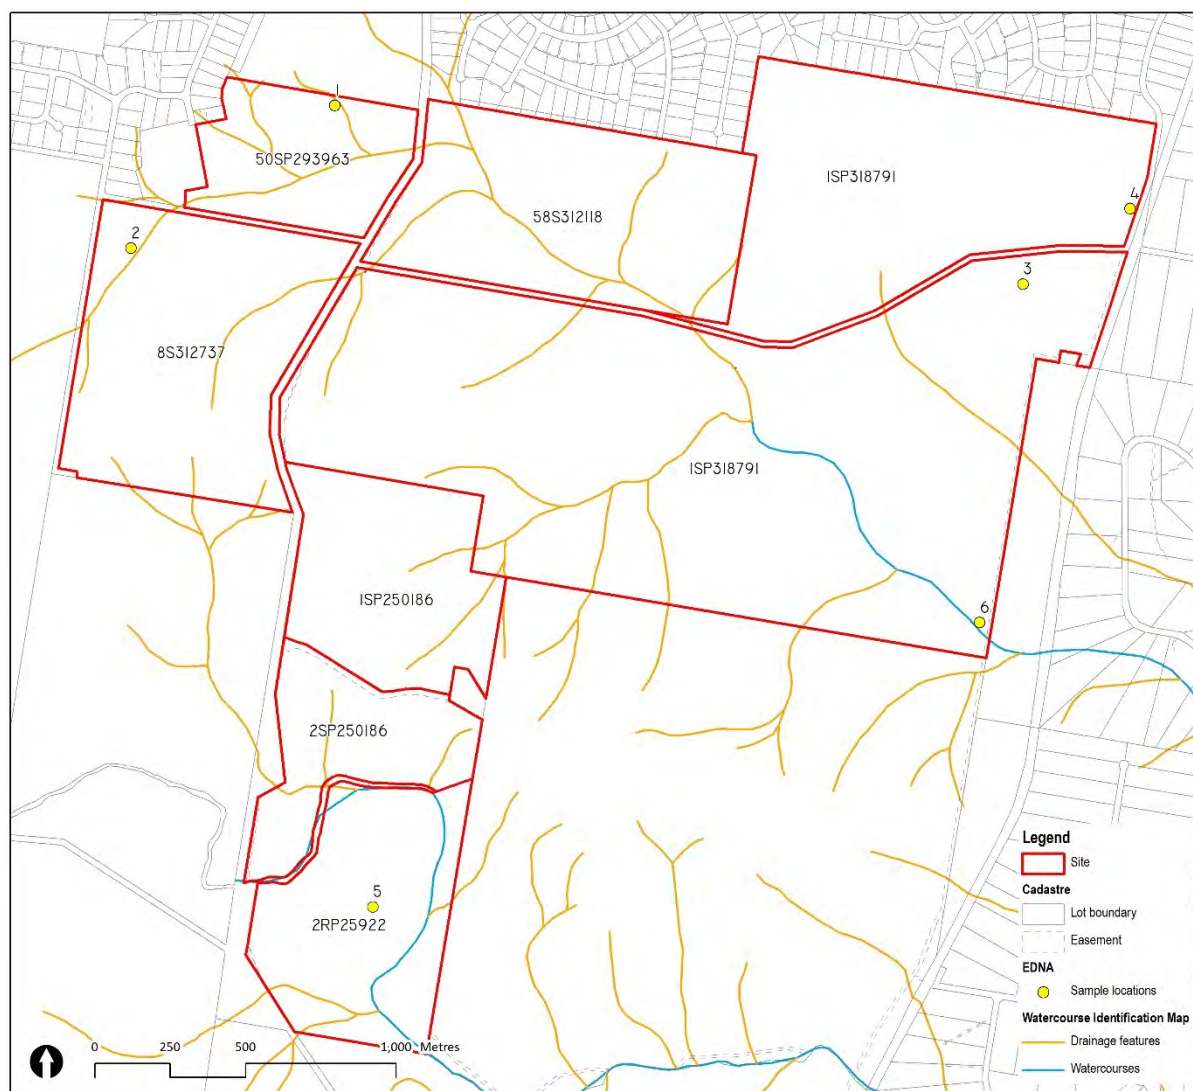 1
50SP293963
1SP318791
4
58S312118
2
3
8S312737
1SP318791
1SP250186
6
2SP250186
5
2RP25922
Legend
Site
Cadastre
Lot boundary
Easement
EDNA
Sample locations
Watercourse Identification Map
Drainage features
Watercourses
0 250 500 1,000 Metres